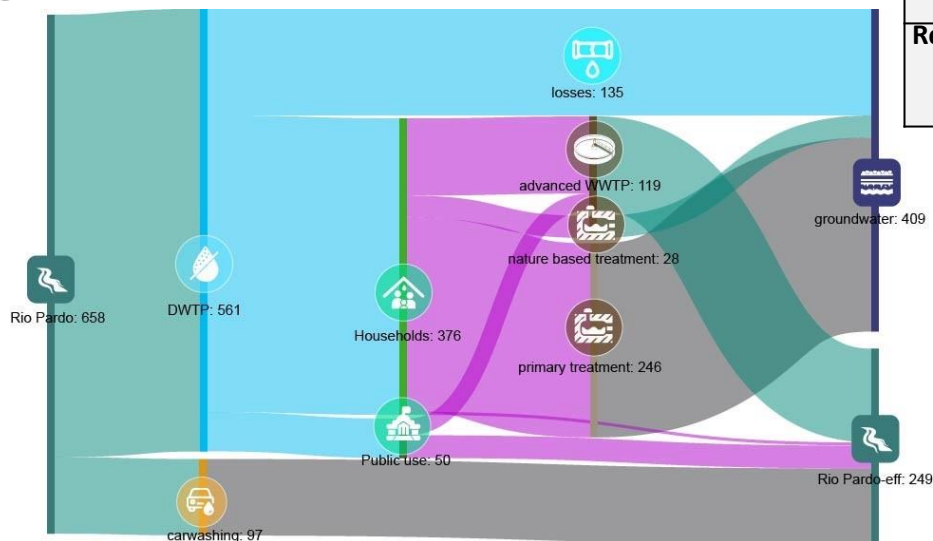 losses: 135
advanced WWTP: 119
groundwater: 409
nature based treatment: 28
Rio Pardo: 658
DWTP: 561
Households: 376
primary treatment: 246
Public use: 50
Rio Pardo-eff: 249
carwashing: 97